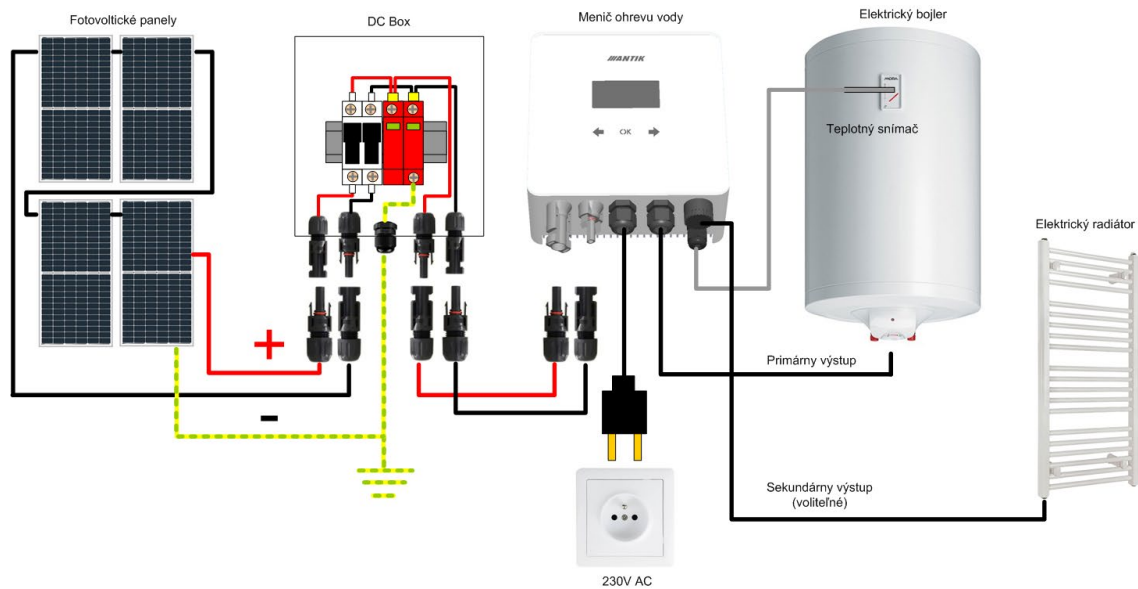 Fotovoltické panely
DC Box
Menič ohrevu vody
Elektrický bojler
ANTIK
OK
Teplotný snímač
Elektrický radiátor
+
-
Primárny výstup
Sekundárny výstup
(voliteľné)
230V AC